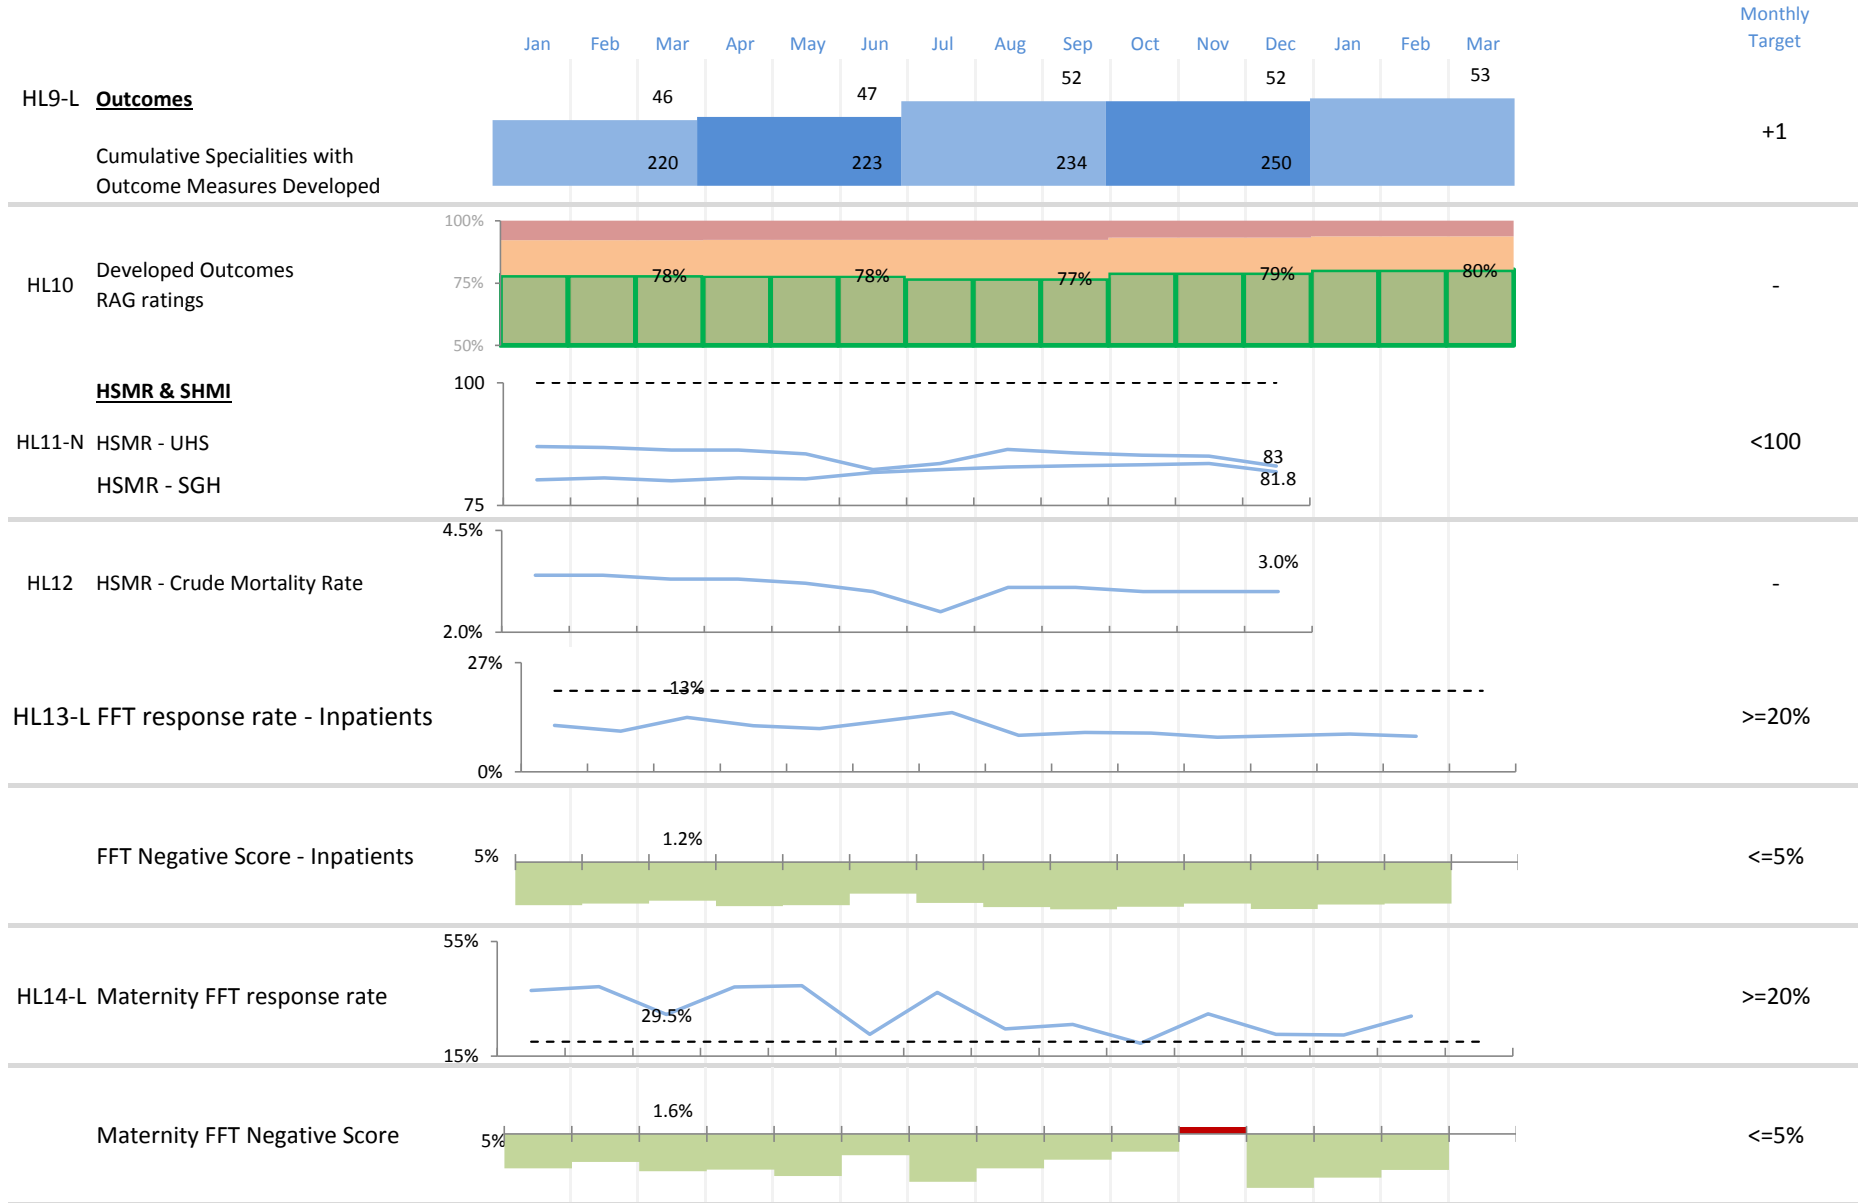 Monthly
Target
Jan Feb Mar Apr May Jun Jul Aug Sep Oct Nov Dec Jan Feb Mar
HL9-L Outcomes
46 47 52 52 53
+1
Cumulative Specialities with
Outcome Measures Developed
220 223 234 250
100%
75%
50%
HL10
Developed Outcomes
RAG ratings
78% 78% 77% 79% 80%
-
HSMR & SHMI
100
75
HL11-N HSMR - UHS
83
<100
HSMR - SGH
81.8
4.5%
2.0%
HL12 HSMR - Crude Mortality Rate
3.0%
-
27%
0%
13%
HL13-L FFT response rate - Inpatients
>=20%
1.2%
FFT Negative Score - Inpatients
5%
<=5%
55%
15%
HL14-L Maternity FFT response rate
29.5%
>=20%
1.6%
Maternity FFT Negative Score
5%
<=5%